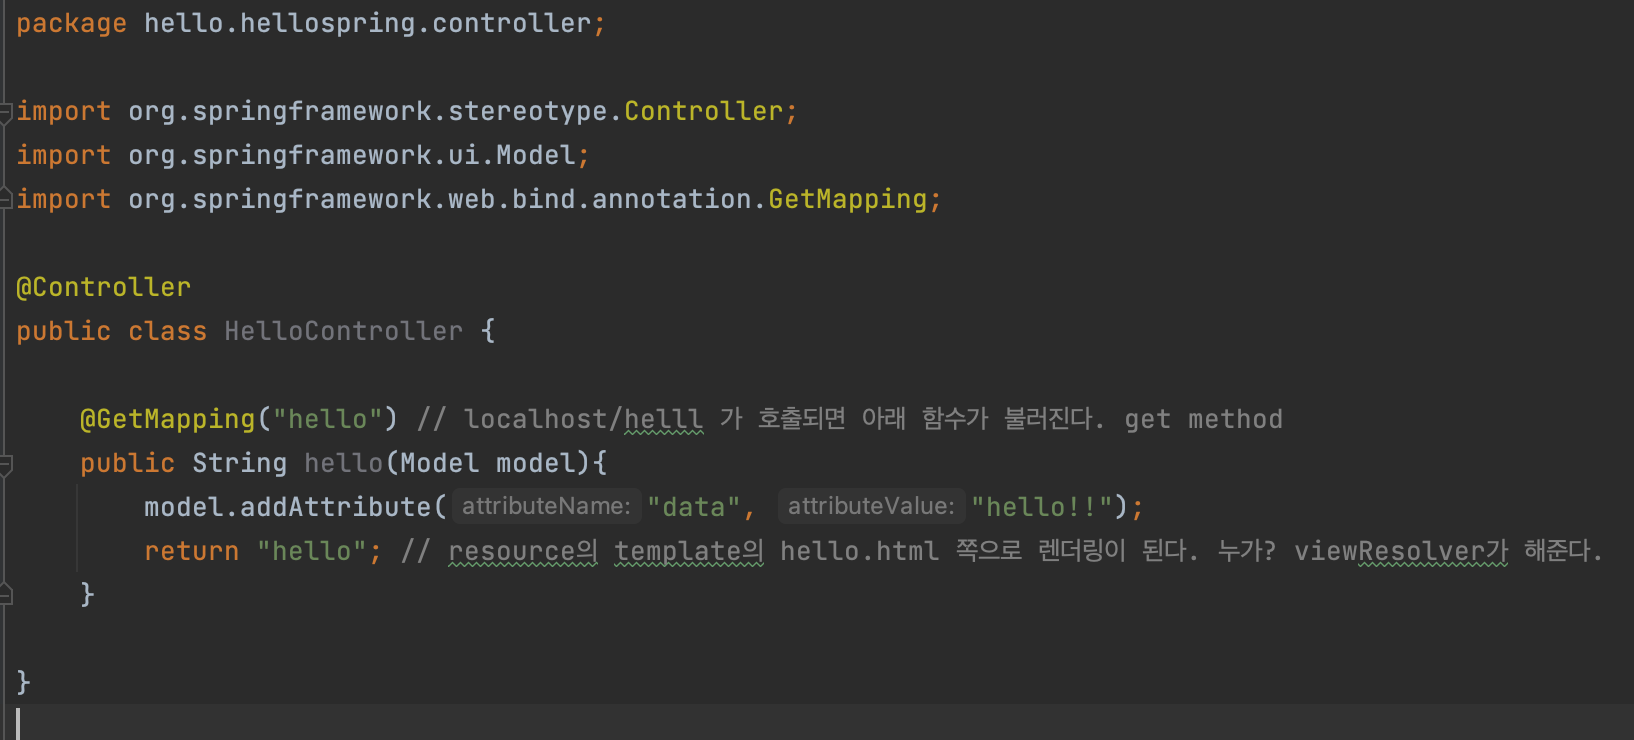 package hello.hellospring.controller;
import org.springframework.stereotype.Controller;
import org.springframework.ui.Model;
import org.springframework.web.bind.annotation.GetMapping;
@Controller
public class HelloController {
@GetMapping("hello") // localhost/helll 가 호출되면 아래 함수가 불러진다. get method
public String hello(Model model){
model.addAttribute( attributeName: "data", attributeValue: "hello!!");
return "hello"; // resource의 template의 hello.html 쪽으로 렌더링이 된다. 누가? viewResolver가 해준다.
}
}